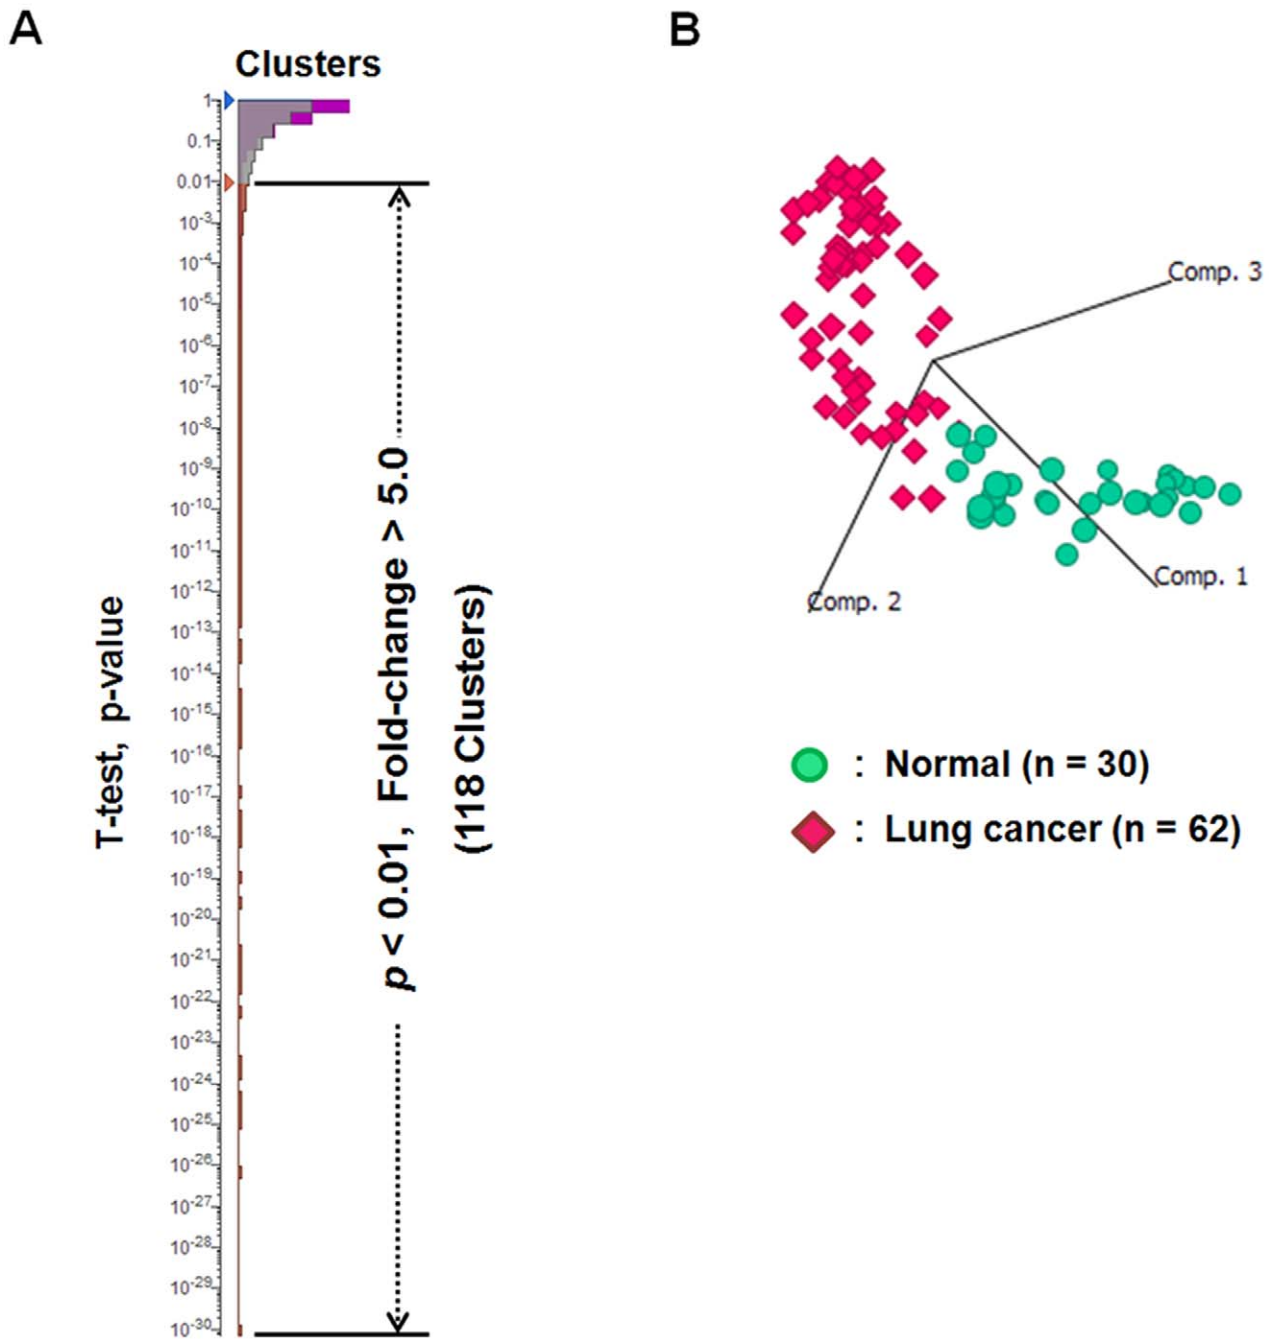 A
Clusters
1
0.1
0.01
10-3
10-4
10-5
10-6
10-7
10-8
10-9
10-10
10-11
10-12
10-13
10-14
10-15
10-16
10-17
10-18
10-19
10-20
10-21
10-22
10-23
10-24
10-25
10-26
10-27
10-28
10-29
10-30
T-test, p-value
p < 0.01, Fold-change > 5.0
(118 Clusters)
B
Comp. 3
Comp. 1
Comp. 2
: Normal (n = 30)
: Lung cancer (n = 62)